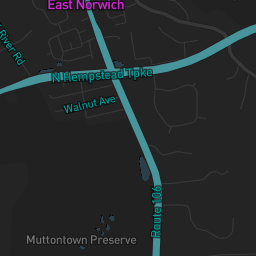 East Norwich
River Rd
N Hempstead Tpke
Walnut Ave
Route 106
Muttontown Preserve